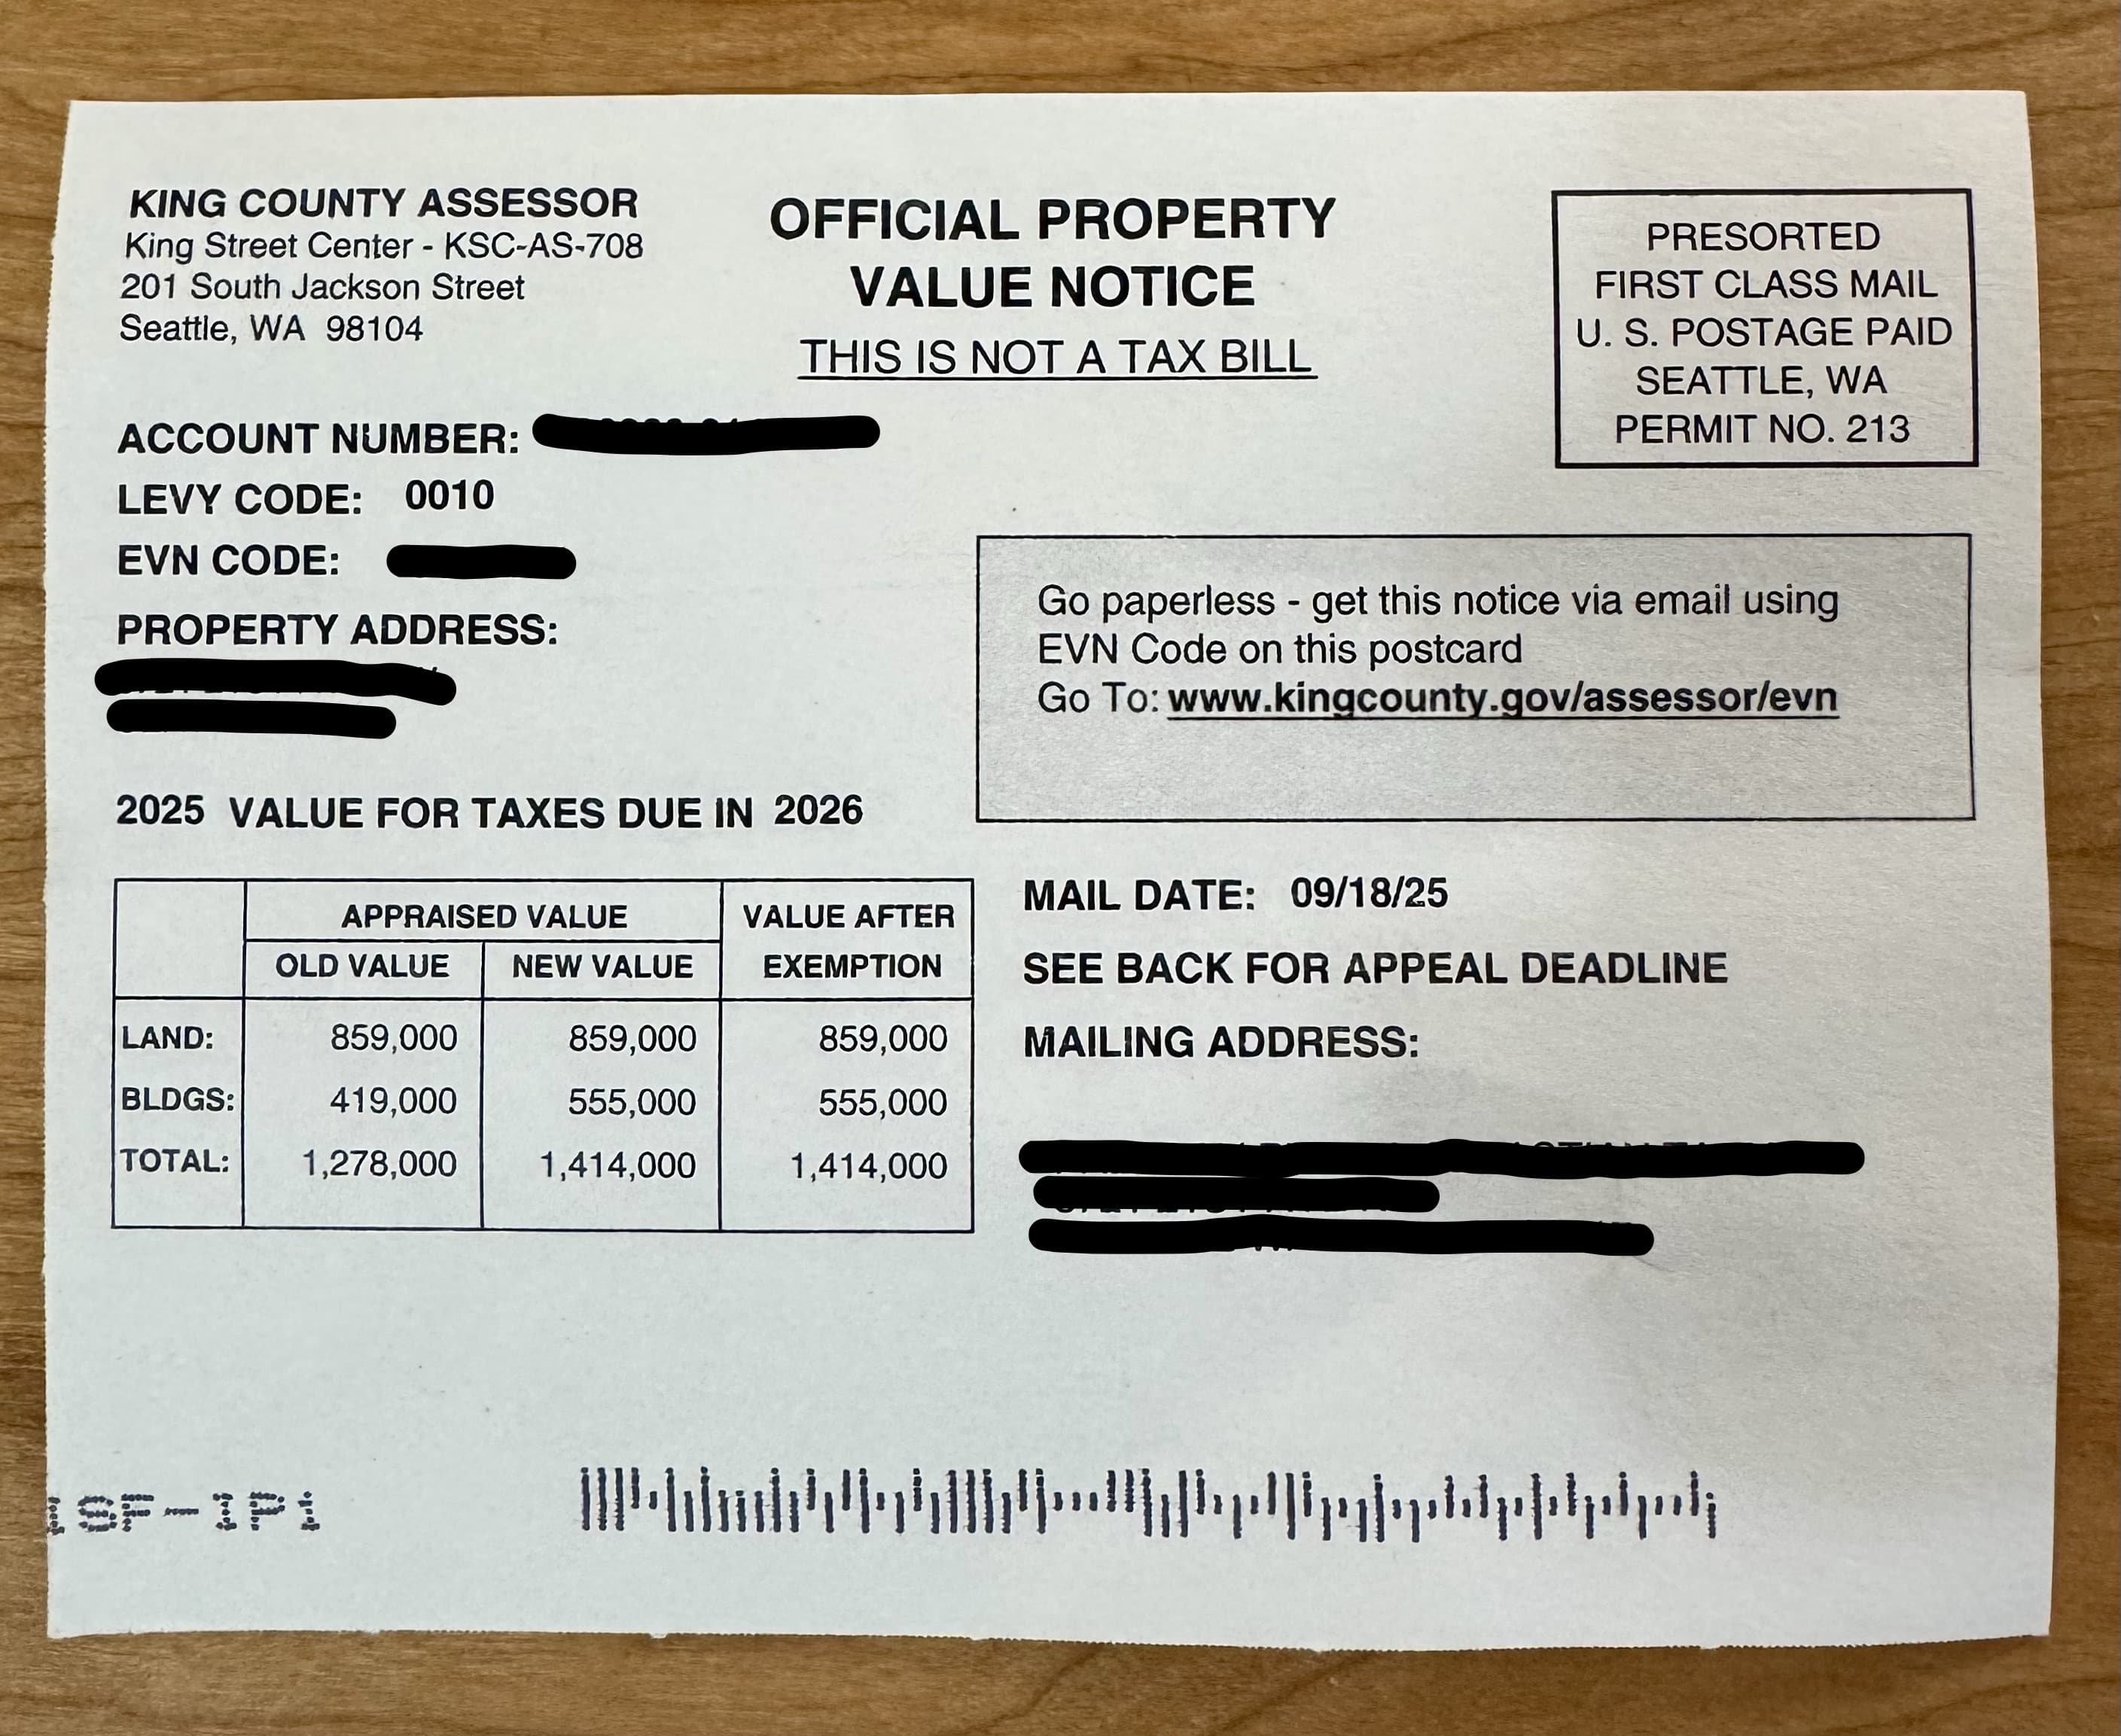 KING COUNTY ASSESSOR
King Street Center - KSC-AS-708
201 South Jackson Street
Seattle, WA 98104
OFFICIAL PROPERTY
VALUE NOTICE
THIS IS NOT A TAX BILL
PRESORTED
FIRST CLASS MAIL
U. S. POSTAGE PAID
SEATTLE, WA
PERMIT NO. 213
ACCOUNT NUMBER:
LEVY CODE: 0010
EVN CODE:
PROPERTY ADDRESS:
Go paperless - get this notice via email using
EVN Code on this postcard
Go To: www.kingcounty.gov/assessor/evn
2025 VALUE FOR TAXES DUE IN 2026
APPRAISED VALUE VALUE AFTER
OLD VALUE NEW VALUE EXEMPTION
LAND: 859,000 859,000 859,000
BLDGS: 419,000 555,000 555,000
TOTAL: 1,278,000 1,414,000 1,414,000
MAIL DATE: 09/18/25
SEE BACK FOR APPEAL DEADLINE
MAILING ADDRESS: